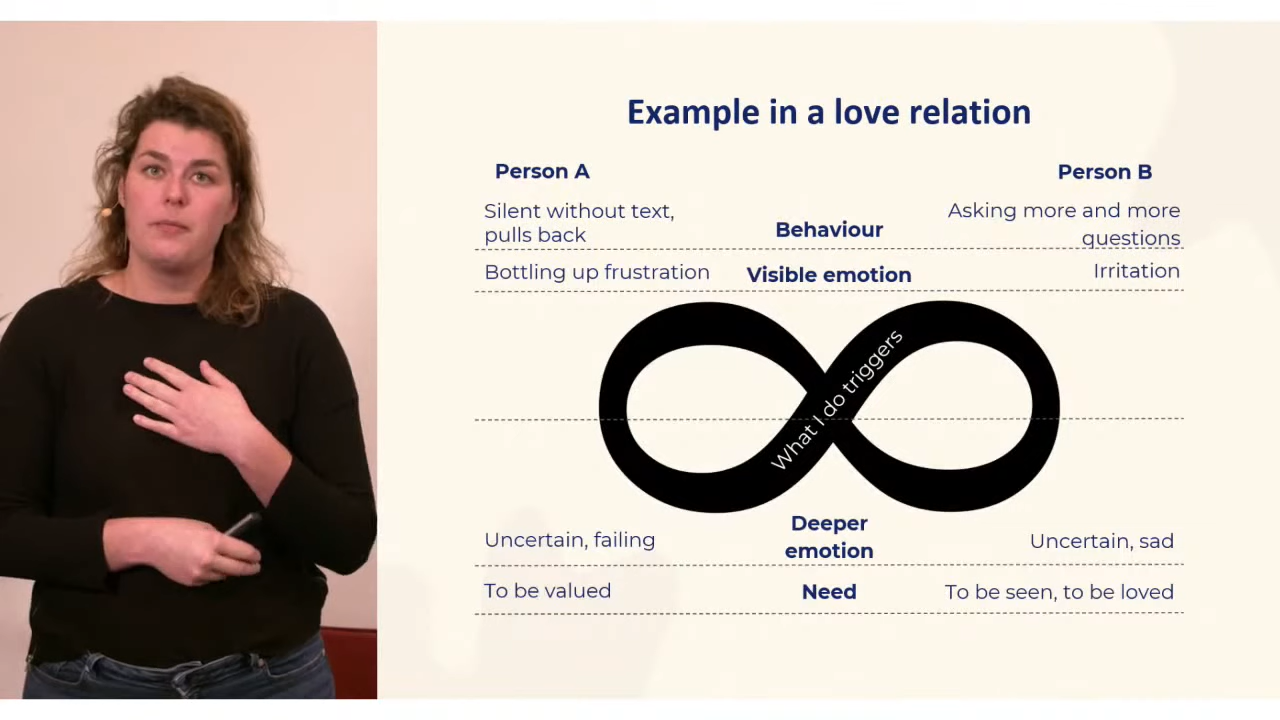 Example in a love relation
Person A
Person B
Silent without text,
pulls back
Behaviour
Asking more and more
questions
Bottling up frustration
Visible emotion
Irritation
What I do triggers
Uncertain, failing
Deeper
emotion
Uncertain, sad
To be valued
Need
To be seen, to be loved